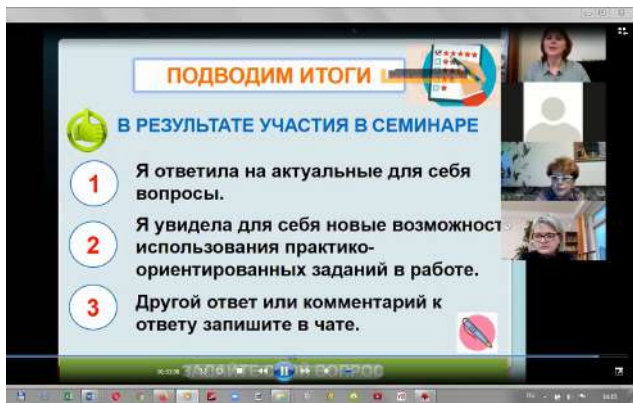 ПОДВОДИМ ИТОГИ
В РЕЗУЛЬТАТЕ УЧАСТИЯ В СЕМИНАРЕ
1
Я ответила на актуальные для себя
вопросы.
2
Я увидела для себя новые возможност
использования практико-
ориентированных заданий в работе.
3
Другой ответ или комментарий к
ответу запишите в чате.
ВОПРОС